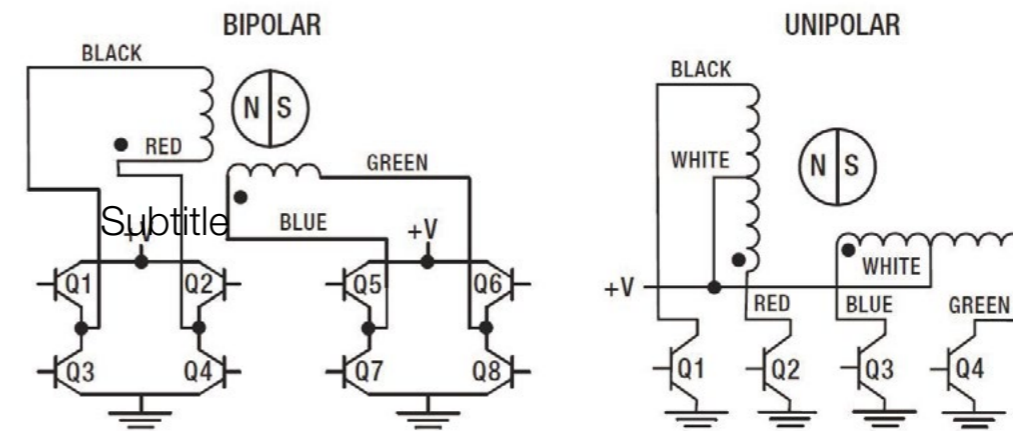 BIPOLAR
BLACK
N S
RED
GREEN
BLUE
Subtitle
+V
+V
Q1
Q2
Q5
Q6
Q3
Q4
Q7
Q8
UNIPOLAR
BLACK
WHITE
N S
WHITE
+V
RED
BLUE
GREEN
Q1
Q2
Q3
Q4